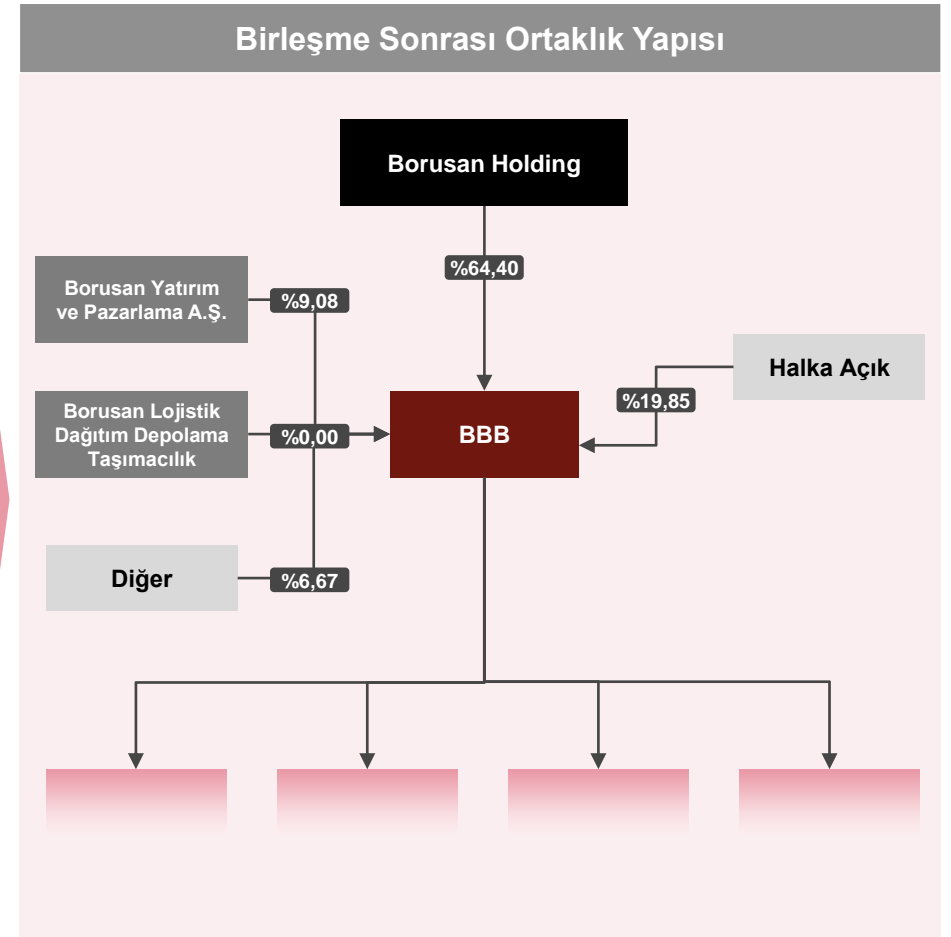 Birleşme Sonrası Ortaklık Yapısı
Borusan Holding
%64,40
Borusan Yatırım
ve Pazarlama A.Ş.
%9,08
Halka Açık
%19,85
Borusan Lojistik
Dağıtım Depolama
Taşımacılık
%0,00
BBB
Diğer
%6,67